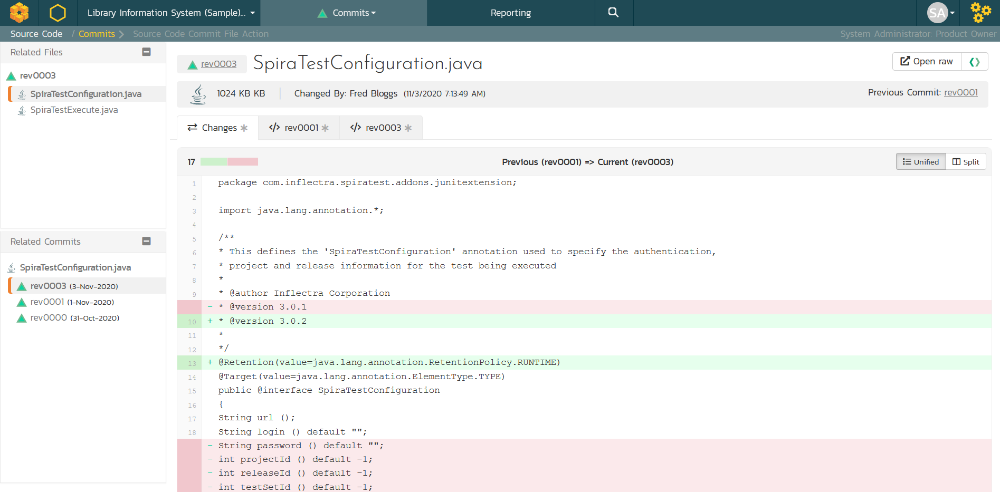 Library Information System (Sample)...
Commits
Reporting
SA
Source Code / Commits Source Code Commit File Action
System Administrator: Product Owner
Related Files
rev0003
SpiraTestConfiguration.java
SpiraTestExecute.java
Related Commits
SpiraTestConfiguration.java
rev0003 (3-Nov-2020)
rev0001 (1-Nov-2020)
rev0000 (31-Oct-2020)
rev0003 SpiraTestConfiguration.java
Open raw
1024 KB KB
Changed By: Fred Bloggs (11/3/2020 7:13:49 AM)
Previous Commit: rev0001
Changes *
</> rev0001 *
</> rev0003 *
17
Previous (rev0001) => Current (rev0003)
Unified
Split
1 package com.inflectra.spiratest.addons.junitextension;
2
3 import java.lang.annotation.*;
4
5 /**
6 * This defines the 'SpiraTestConfiguration' annotation used to specify the authentication,
7 * project and release information for the test being executed
8 *
9 * @author Inflectra Corporation
- * @version 3.0.1
10 + * @version 3.0.2
11 *
12 */
13 + @Retention(value=java.lang.annotation.RetentionPolicy.RUNTIME)
14 @Target(value=java.lang.annotation.ElementType.TYPE)
15 public @interface SpiraTestConfiguration
16 {
17 String url ();
18 String login () default "";
- String password () default "";
- int projectId () default -1;
- int releaseId () default -1;
- int testSetId () default -1;